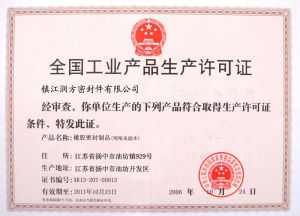 全国工业产品生产许可证
镇江润方密封件有限公司
经审查，你单位生产的下列产品符合取得生产许可证
条件，特发此证。
产品名称：橡胶密封制品(明细见副本)
住 所：江苏省扬中市油坊镇929号
生产地址：江苏省扬中市油坊开发区
证书编号：XK13-207-00012
有效期至：2011年10月23日
2006 年 10 月 24 日